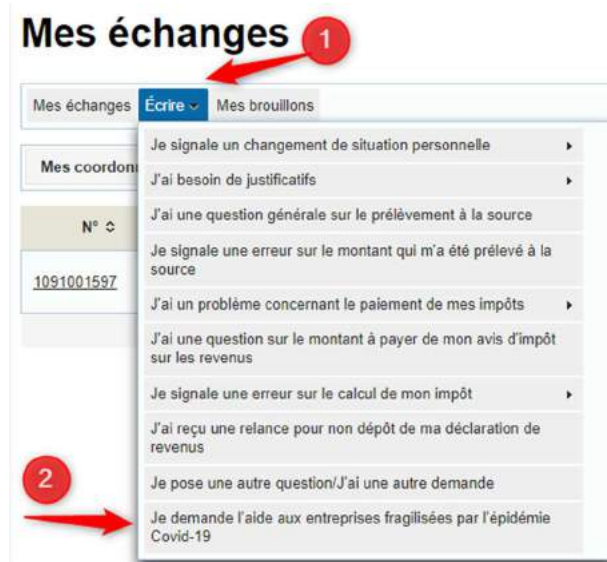 Mes échanges
1
Mes échanges Écrire Mes brouillons
Je signale un changement de situation personnelle
Mes
J'ai besoin de justificatifs
J'ai une question générale sur le prélèvement à la source
N°
Je signale une erreur sur le montant qui m'a été prélevé à la
source
1091001597
J'ai un problème concernant le paiement de mes impôts
J'ai une question sur le montant à payer de mon avis d'impôt
sur les revenus
Je signale une erreur sur le calcul de mon impôt
J'ai reçu une relance pour non dépôt de ma déclaration de
revenus
2
Je pose une autre question/J'ai une autre demande
Je demande l'aide aux entreprises fragilisées par l'épidémie
Covid-19